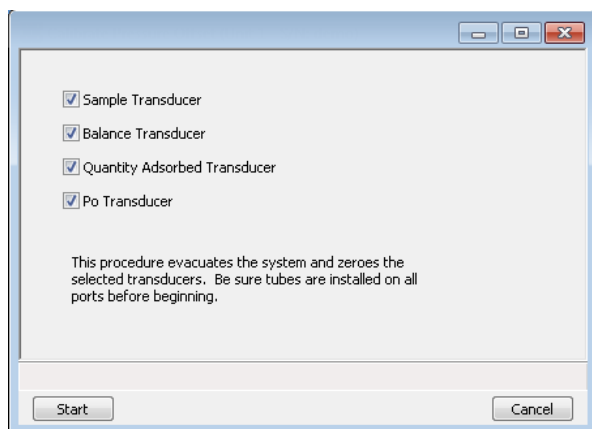 Sample Transducer
Balance Transducer
Quantity Adsorbed Transducer
Po Transducer
This procedure evacuates the system and zeroes the
selected transducers.  Be sure tubes are installed on all
ports before beginning.
Start
Cancel